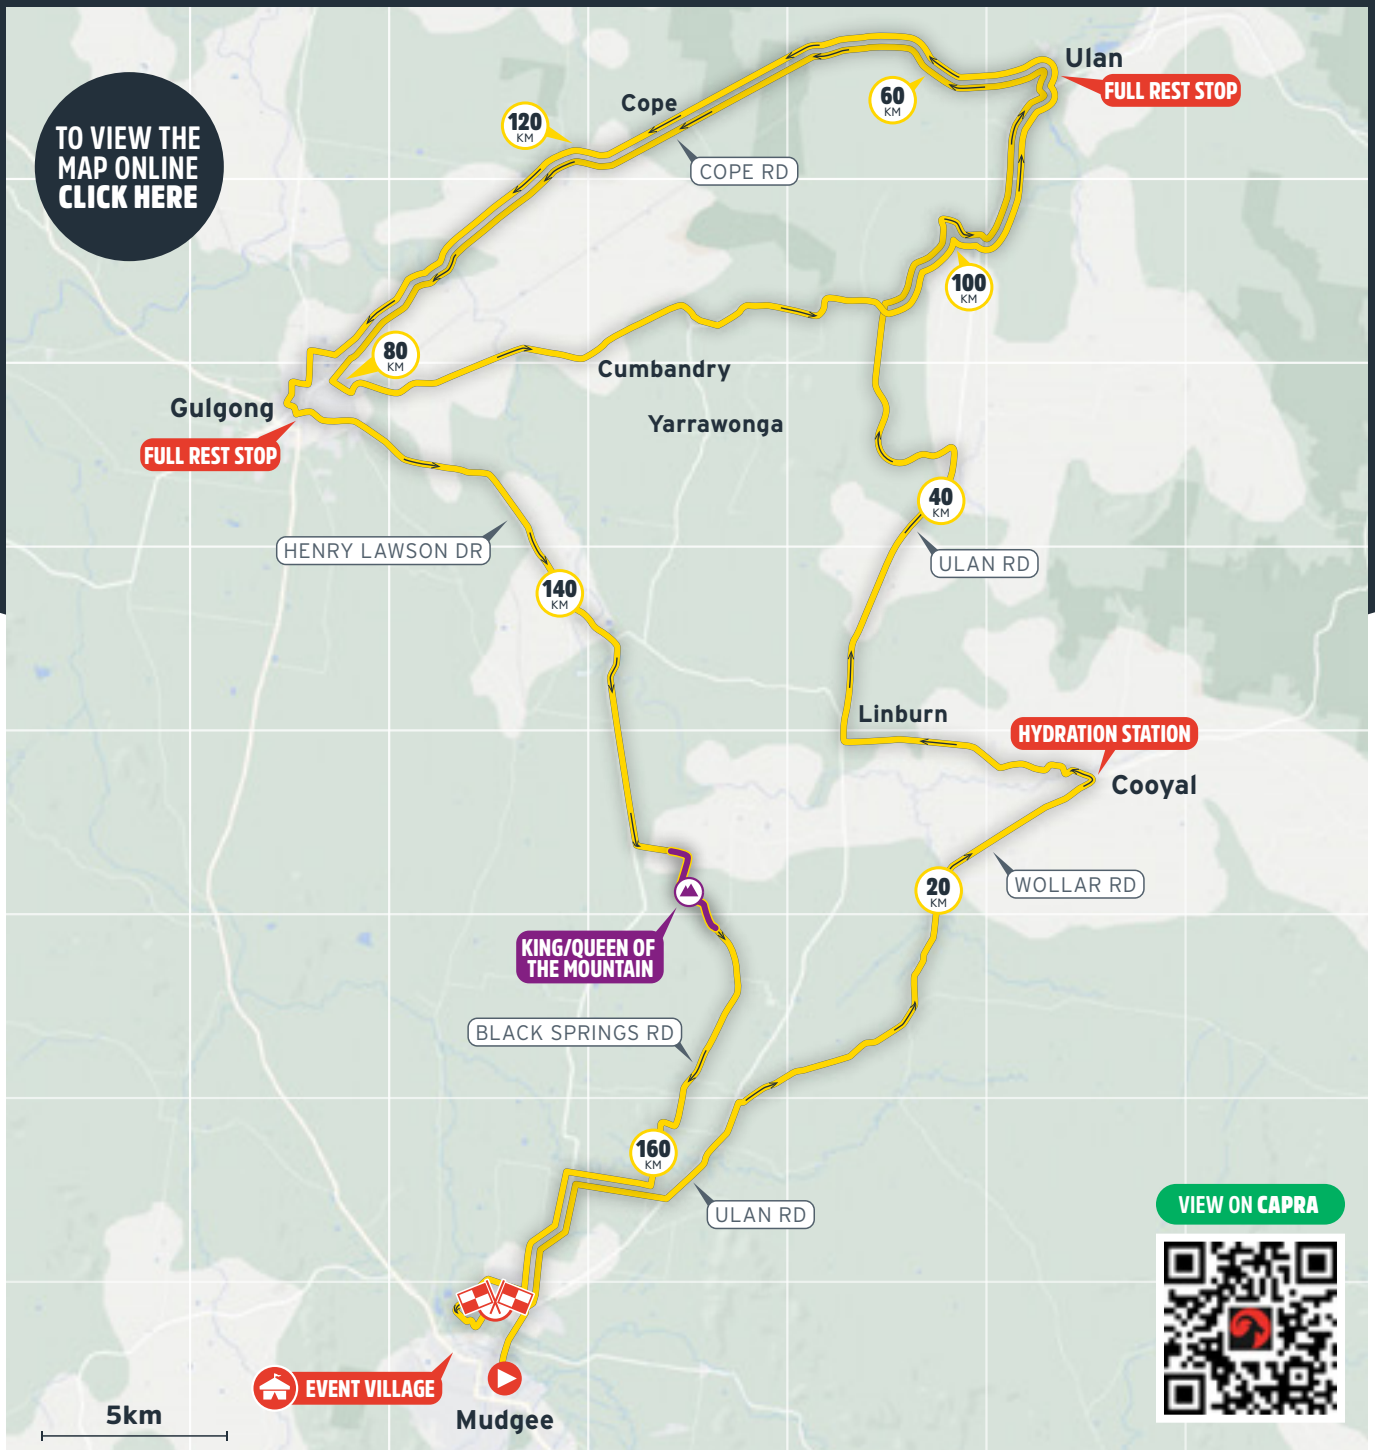 Ulan
FULL REST STOP
60
KM
Cope
120
KM
TO VIEW THE
MAP ONLINE
CLICK HERE
COPE RD
100
KM
80
KM
Cumbandry
Gulgong
Yarrawonga
FULL REST STOP
40
KM
HENRY LAWSON DR
ULAN RD
140
KM
Linburn
HYDRATION STATION
Cooyal
20
KM
WOLLAR RD
KING/QUEEN OF
THE MOUNTAIN
BLACK SPRINGS RD
160
KM
ULAN RD
VIEW ON CAPRA
EVENT VILLAGE
Mudgee
5km